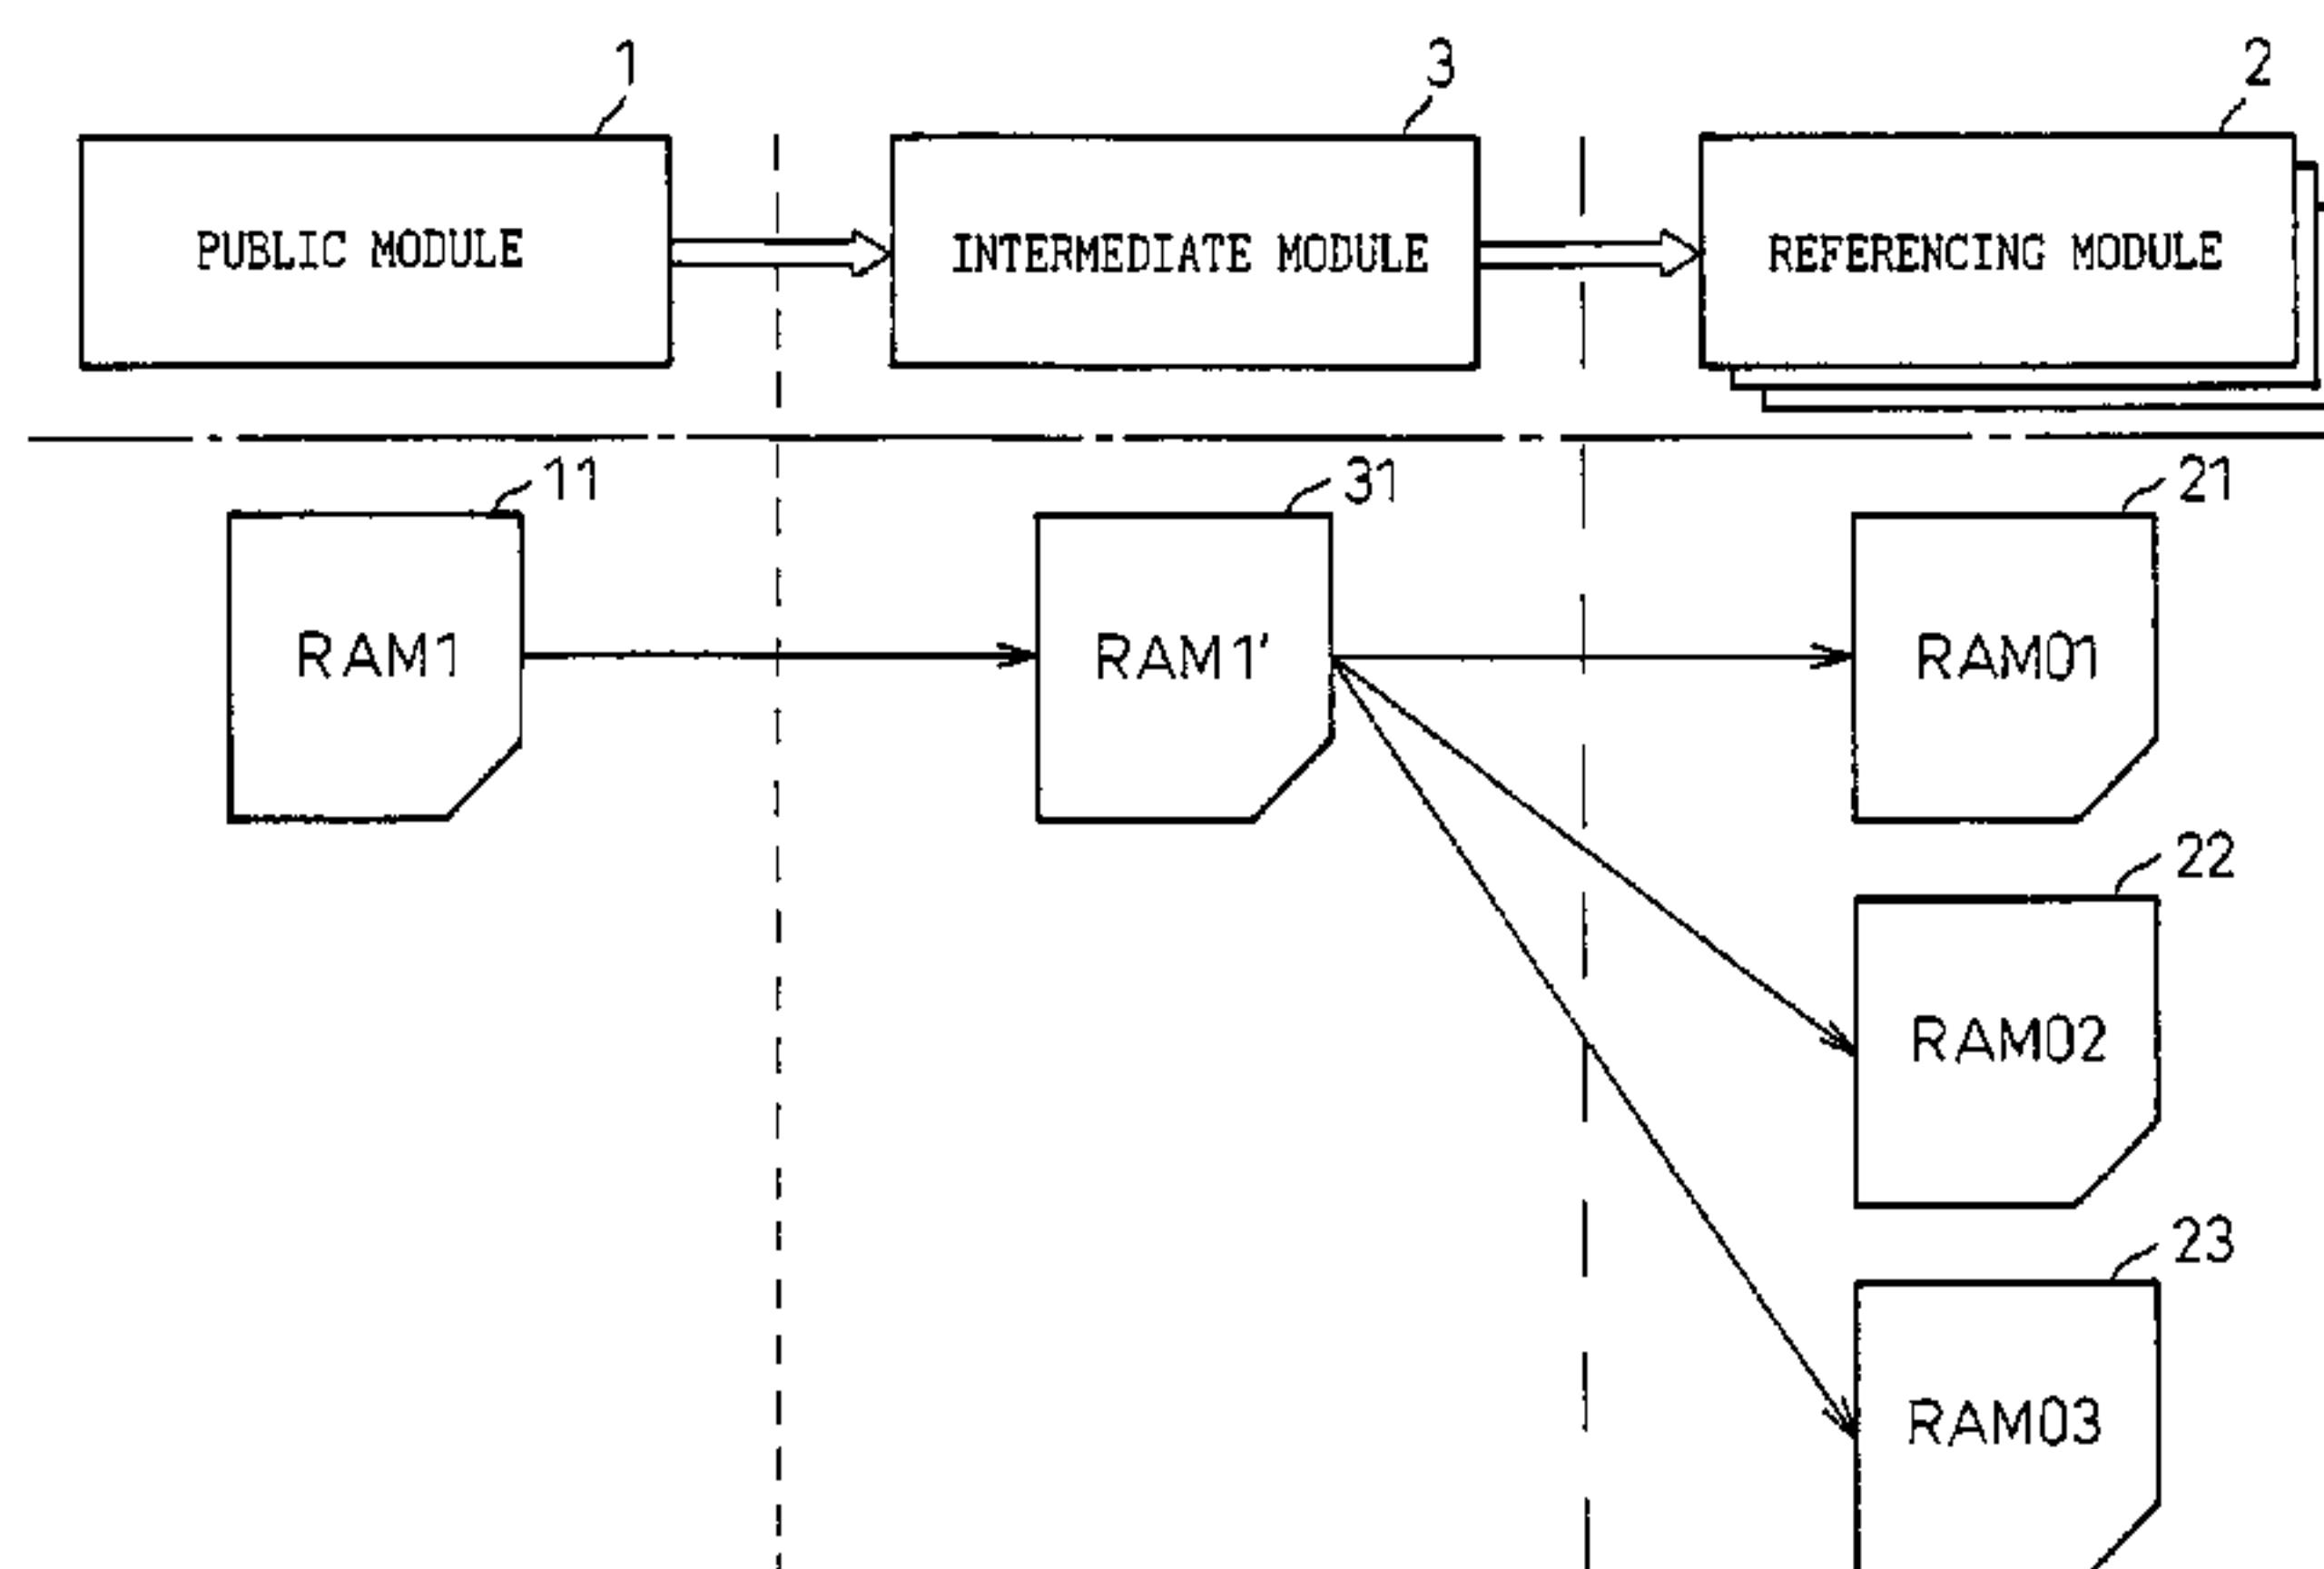 1 3 2
PUBLIC MODULE INTERMEDIATE MODULE REFERENCING MODULE
11 31 21
RAM1 RAM1' RAM01
22
RAM02
23
RAM03